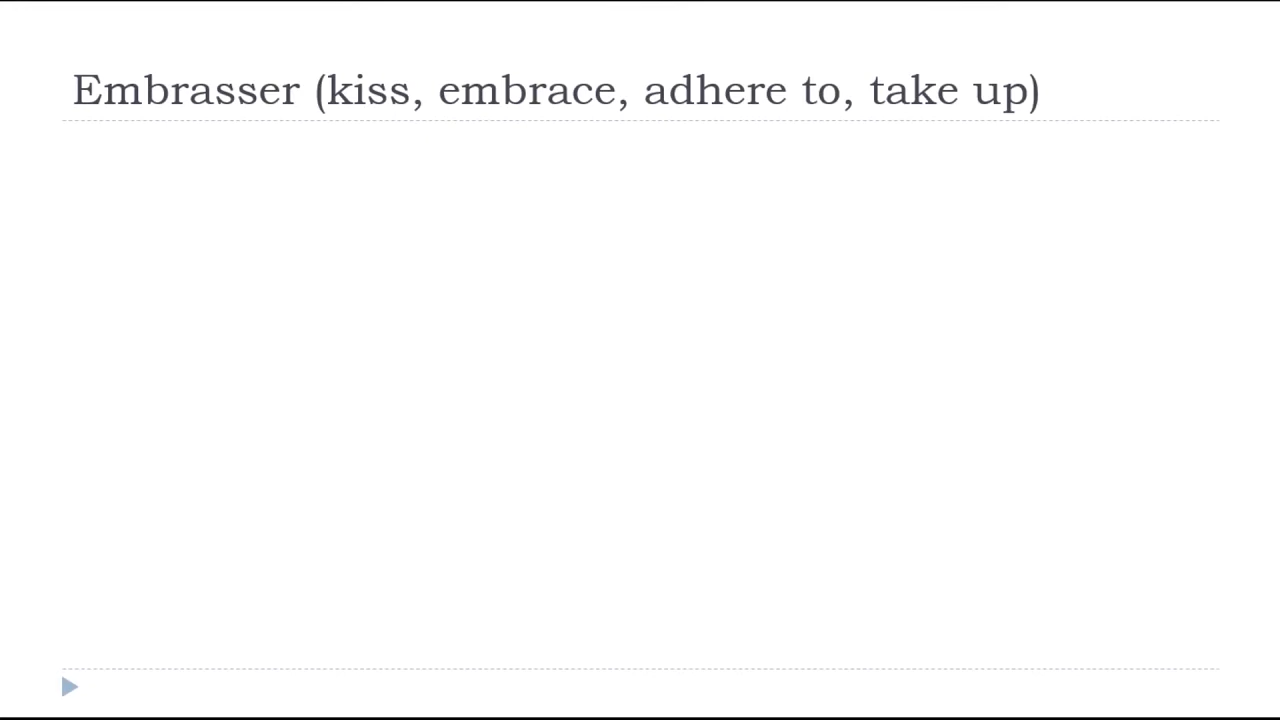 Embrasser (kiss, embrace, adhere to, take up)